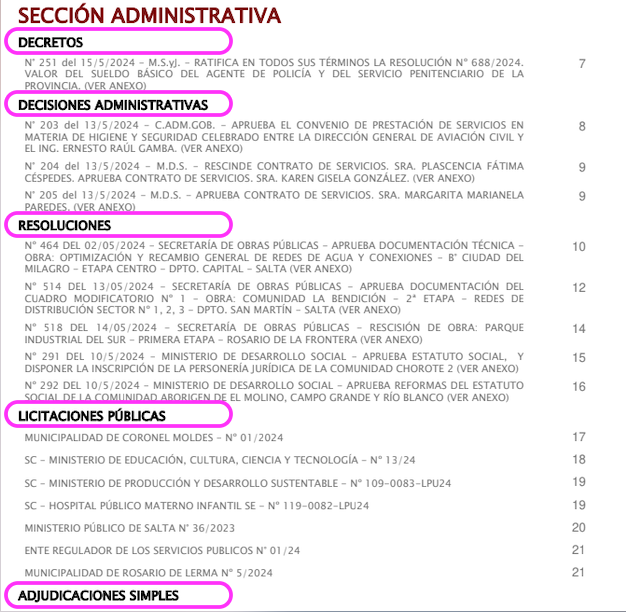 SECCIÓN ADMINISTRATIVA
DECRETOS
N° 251 del 15/5/2024 – M.S.yJ. – RATIFICA EN TODOS SUS TÉRMINOS LA RESOLUCIÓN Nº 688/2024. 7
VALOR DEL SUELDO BÁSICO DEL AGENTE DE POLICÍA Y DEL SERVICIO PENITENCIARIO DE LA
PROVINCIA. (VER ANEXO)
DECISIONES ADMINISTRATIVAS
N° 203 del 13/5/2024 – C.ADM.GOB. – APRUEBA EL CONVENIO DE PRESTACIÓN DE SERVICIOS EN 8
MATERIA DE HIGIENE Y SEGURIDAD CELEBRADO ENTRE LA DIRECCIÓN GENERAL DE AVIACIÓN CIVIL Y
EL ING. ERNESTO RAÚL GAMBA. (VER ANEXO)
N° 204 del 13/5/2024 – M.D.S. – RESCINDE CONTRATO DE SERVICIOS. SRA. PLASCENCIA FÁTIMA 9
CÉSPEDES. APRUEBA CONTRATO DE SERVICIOS. SRA. KAREN GISELA GONZÁLEZ. (VER ANEXO)
N° 205 del 13/5/2024 – M.D.S. – APRUEBA CONTRATO DE SERVICIOS. SRA. MARGARITA MARIANELA 9
PAREDES. (VER ANEXO)
RESOLUCIONES
Nº 464 DEL 02/05/2024 – SECRETARÍA DE OBRAS PÚBLICAS – APRUEBA DOCUMENTACIÓN TÉCNICA – 10
OBRA: OPTIMIZACIÓN Y RECAMBIO GENERAL DE REDES DE AGUA Y CONEXIONES – B° CIUDAD DEL
MILAGRO – ETAPA CENTRO – DPTO. CAPITAL – SALTA (VER ANEXO)
Nº 514 DEL 13/05/2024 – SECRETARÍA DE OBRAS PÚBLICAS – APRUEBA DOCUMENTACIÓN DEL 12
CUADRO MODIFICATORIO Nº 1 – OBRA: COMUNIDAD LA BENDICIÓN – 2ª ETAPA – REDES DE
DISTRIBUCIÓN SECTOR Nº 1, 2, 3 – DPTO. SAN MARTÍN – SALTA (VER ANEXO)
Nº 518 DEL 14/05/2024 – SECRETARÍA DE OBRAS PÚBLICAS – RESCISIÓN DE OBRA: PARQUE 14
INDUSTRIAL DEL SUR – PRIMERA ETAPA – ROSARIO DE LA FRONTERA (VER ANEXO)
Nº 291 DEL 10/5/2024 – MINISTERIO DE DESARROLLO SOCIAL – APRUEBA ESTATUTO SOCIAL, Y 15
DISPONER LA INSCRIPCIÓN DE LA PERSONERÍA JURÍDICA DE LA COMUNIDAD CHOROTE 2 (VER ANEXO)
Nº 292 DEL 10/5/2024 – MINISTERIO DE DESARROLLO SOCIAL – APRUEBA REFORMAS DEL ESTATUTO 16
SOCIAL DE LA COMUNIDAD ABORIGEN DE EL MOLINO, CAMPO GRANDE Y RÍO BLANCO (VER ANEXO)
LICITACIONES PÚBLICAS
MUNICIPALIDAD DE CORONEL MOLDES – Nº 01/2024 17
SC – MINISTERIO DE EDUCACIÓN, CULTURA, CIENCIA Y TECNOLOGÍA – Nº 13/24 18
SC – MINISTERIO DE PRODUCCIÓN Y DESARROLLO SUSTENTABLE – Nº 109-0083-LPU24 19
SC – HOSPITAL PÚBLICO MATERNO INFANTIL SE – Nº 119-0082-LPU24 19
MINISTERIO PÚBLICO DE SALTA N° 36/2023 20
ENTE REGULADOR DE LOS SERVICIOS PUBLICOS N° 01/24 21
MUNICIPALIDAD DE ROSARIO DE LERMA Nº 5/2024 21
ADJUDICACIONES SIMPLES